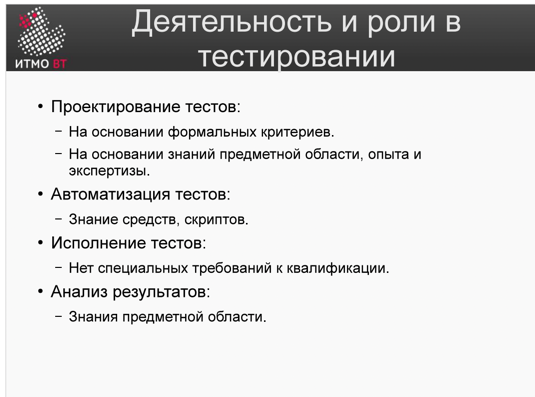 Деятельность и роли в
тестировании
ИТМО ВТ
• Проектирование тестов:
– На основании формальных критериев.
– На основании знаний предметной области, опыта и
экспертизы.
• Автоматизация тестов:
– Знание средств, скриптов.
• Исполнение тестов:
– Нет специальных требований к квалификации.
• Анализ результатов:
– Знания предметной области.